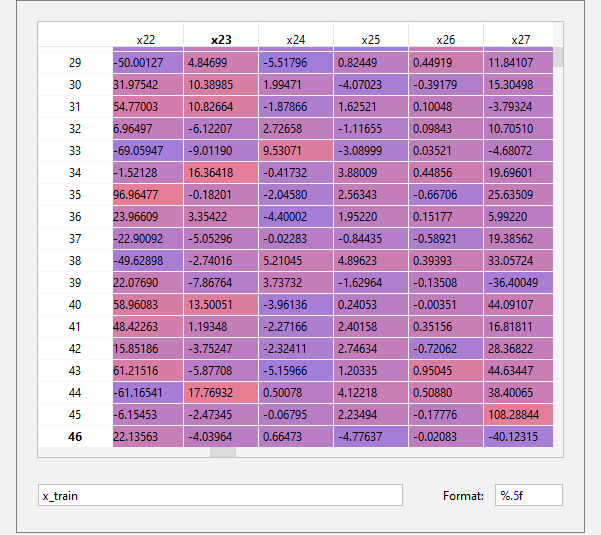 x22 x23 x24 x25 x26 x27
29 -50.00127 4.84699 -5.51796 0.82449 0.44919 11.84107
30 31.97542 10.38985 1.99471 -4.07023 -0.39179 15.30498
31 54.77003 10.82664 -1.87866 1.62521 0.10048 -3.79324
32 6.96497 -6.12207 2.72658 -1.11655 0.09843 10.70510
33 -69.05947 -9.01190 9.53071 -3.08999 0.03521 -4.68072
34 -1.52128 16.36418 -0.41732 3.88009 0.44856 19.69601
35 96.96477 -0.18201 -2.04580 2.56343 -0.66706 25.63509
36 23.96609 3.35422 -4.40002 1.95220 0.15177 5.99220
37 -22.90092 -5.05296 -0.02283 -0.84435 -0.58921 19.38562
38 -49.62898 -2.74016 5.21045 4.89623 0.39393 33.05724
39 22.07690 -7.86764 3.73732 -1.62964 -0.13508 -36.40049
40 58.96083 13.50051 -3.96136 0.24053 -0.00351 44.09107
41 48.42263 1.19348 -2.27166 2.40158 0.35156 16.81811
42 15.85186 -3.75247 -2.32411 2.74634 -0.72062 28.36822
43 61.21516 -5.87708 -5.15966 1.20335 0.95045 44.63447
44 -61.16541 17.76932 0.50078 4.12218 0.50880 38.40065
45 -6.15453 -2.47345 -0.06795 2.23494 -0.17776 108.28844
46 22.13563 -4.03964 0.66473 -4.77637 -0.02083 -40.12315
x_train Format: %.5f